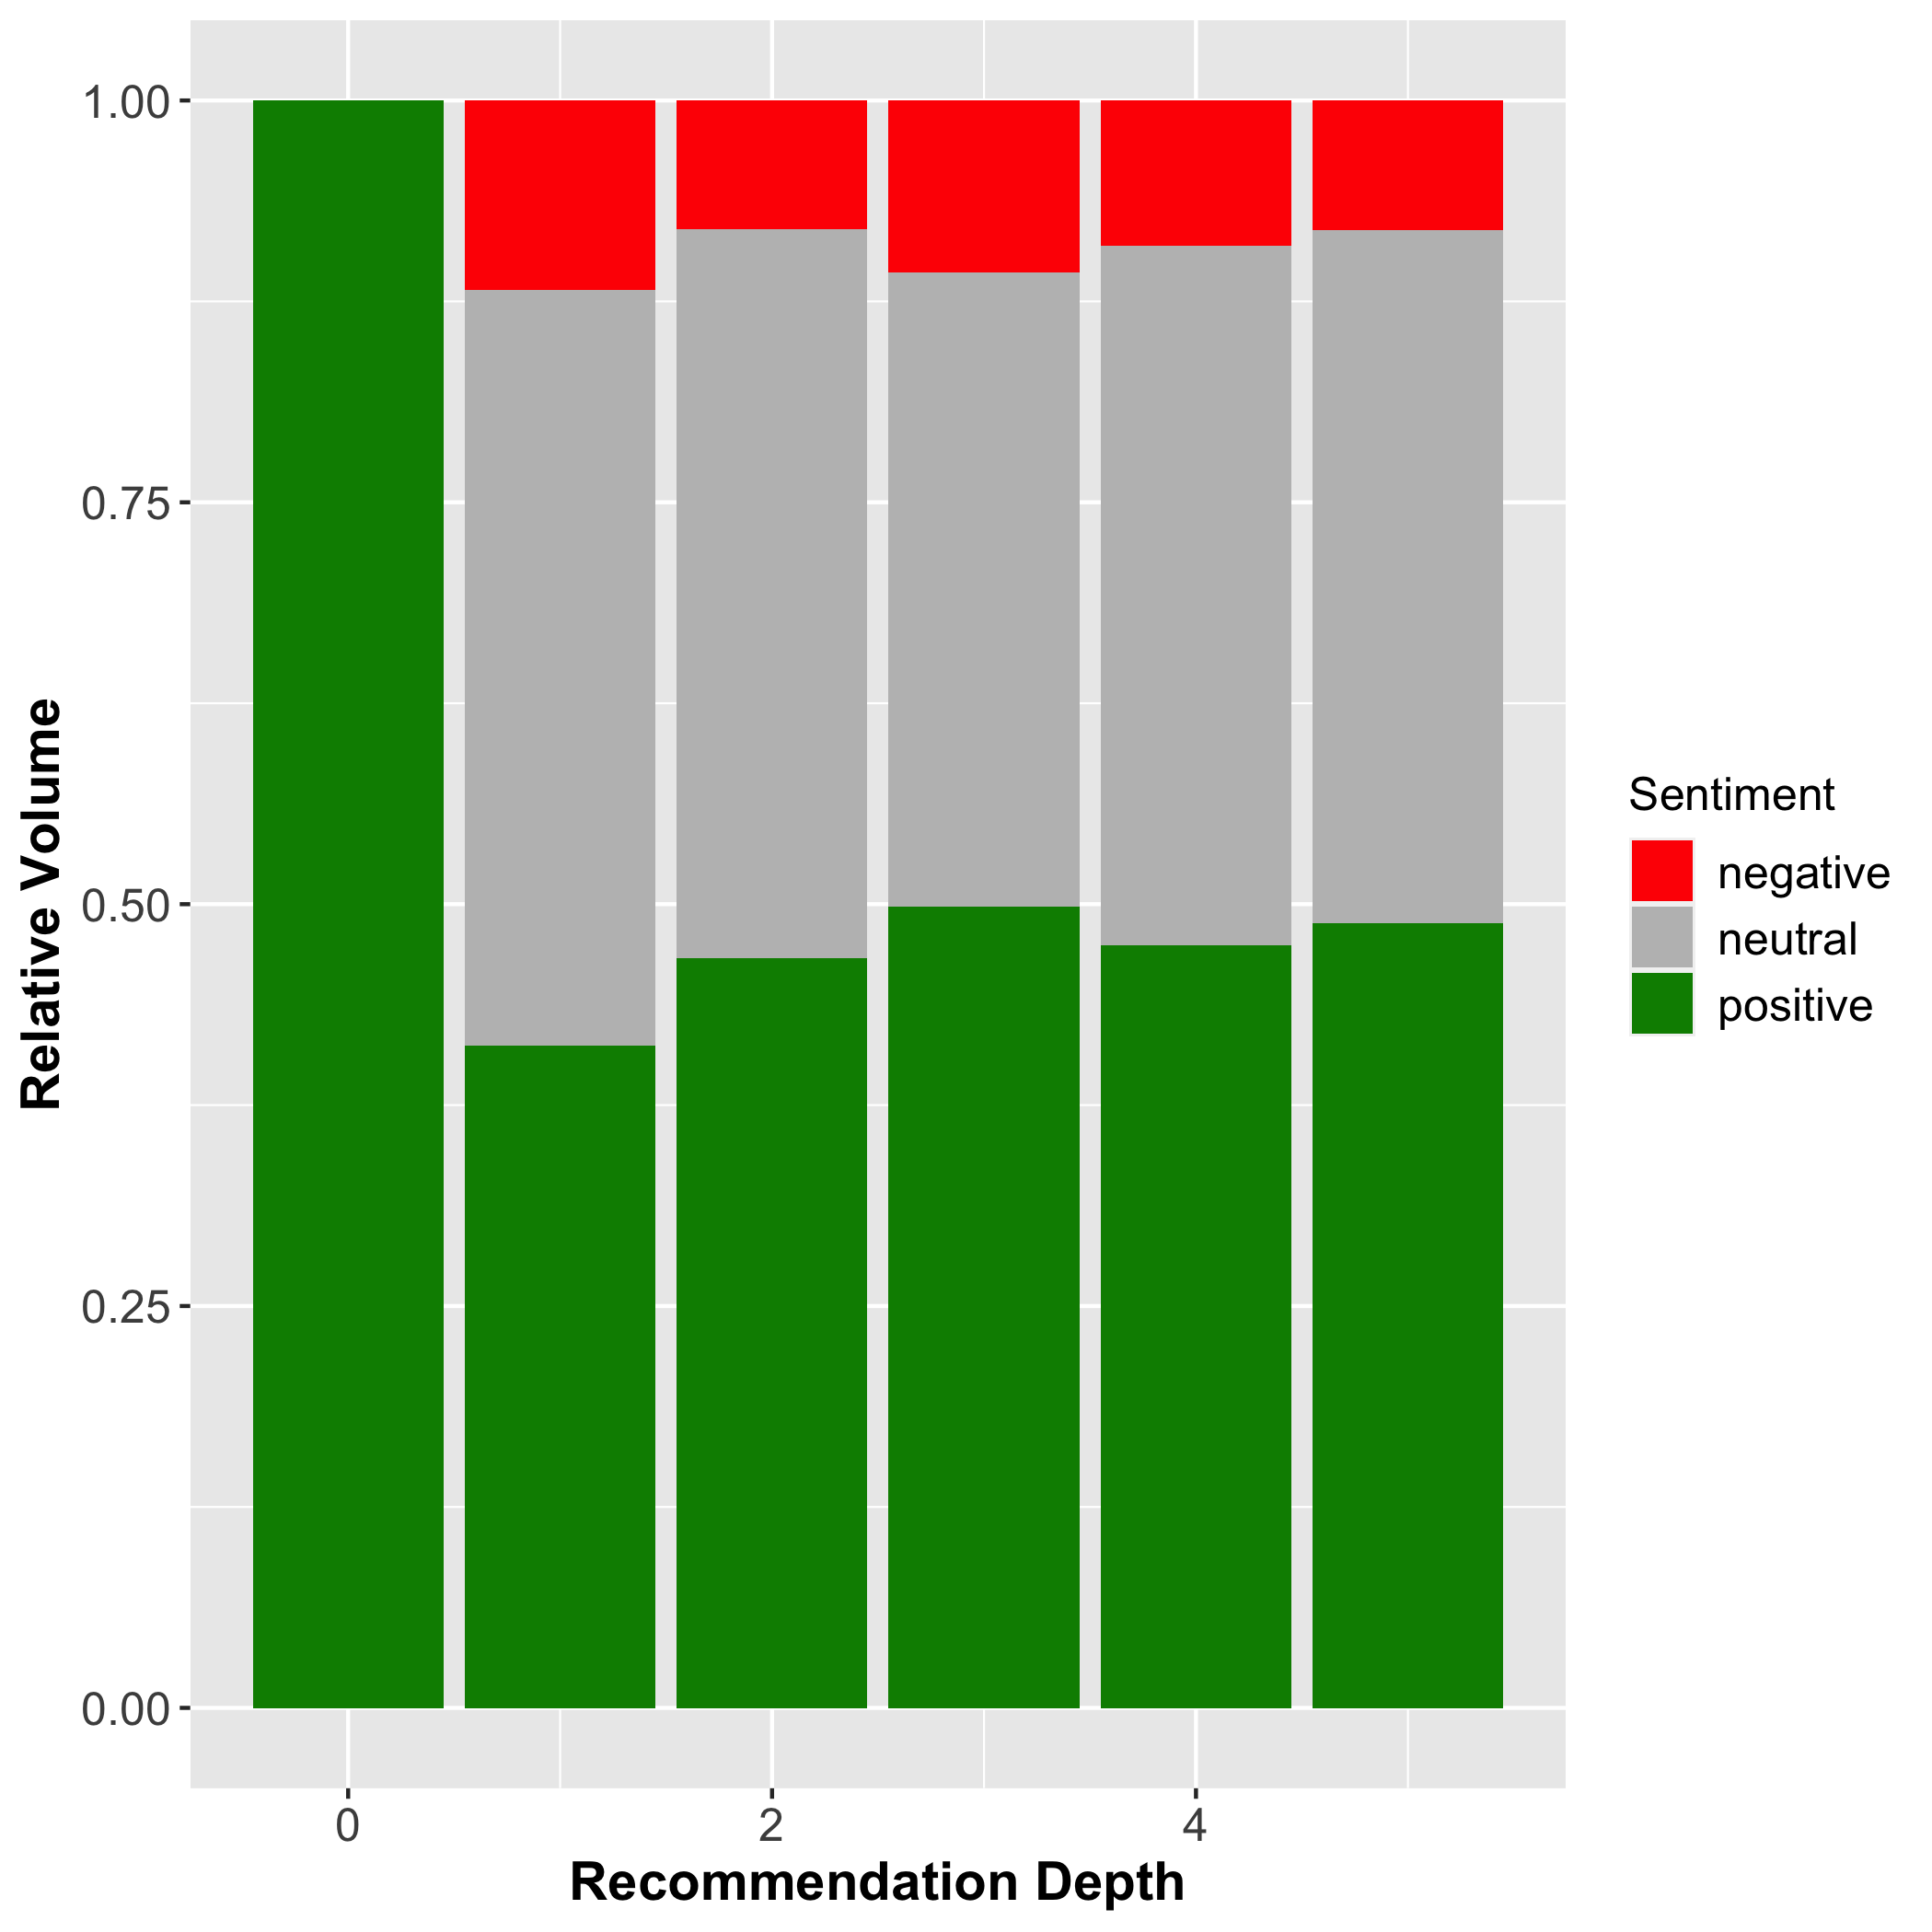 1.00
0.75
0.50
0.25
0.00
Relative Volume
0
2
4
Recommendation Depth
Sentiment
negative
neutral
positive